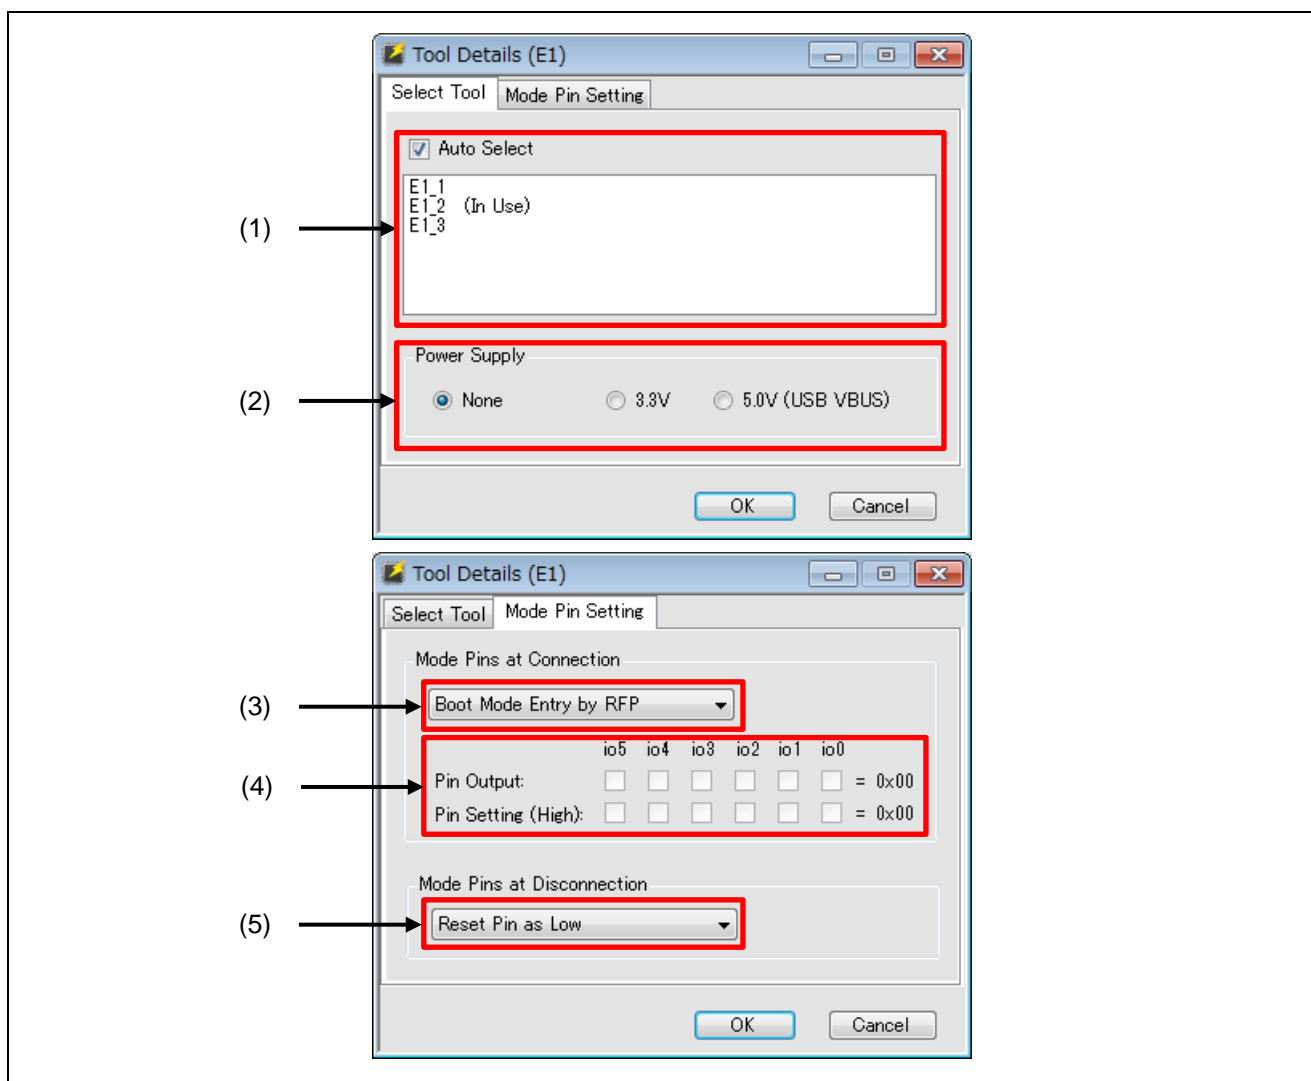 Tool Details (E1)
Select Tool Mode Pin Setting
Auto Select
E1_1
E1_2 (In Use)
E1_3
(1)
Power Supply
(2)
None 3.3V 5.0V (USB VBUS)
OK Cancel
Tool Details (E1)
Select Tool Mode Pin Setting
Mode Pins at Connection
(3)
Boot Mode Entry by RFP
io5 io4 io3 io2 io1 io0
(4)
Pin Output: = 0x00
Pin Setting (High): = 0x00
Mode Pins at Disconnection
(5)
Reset Pin as Low
OK Cancel